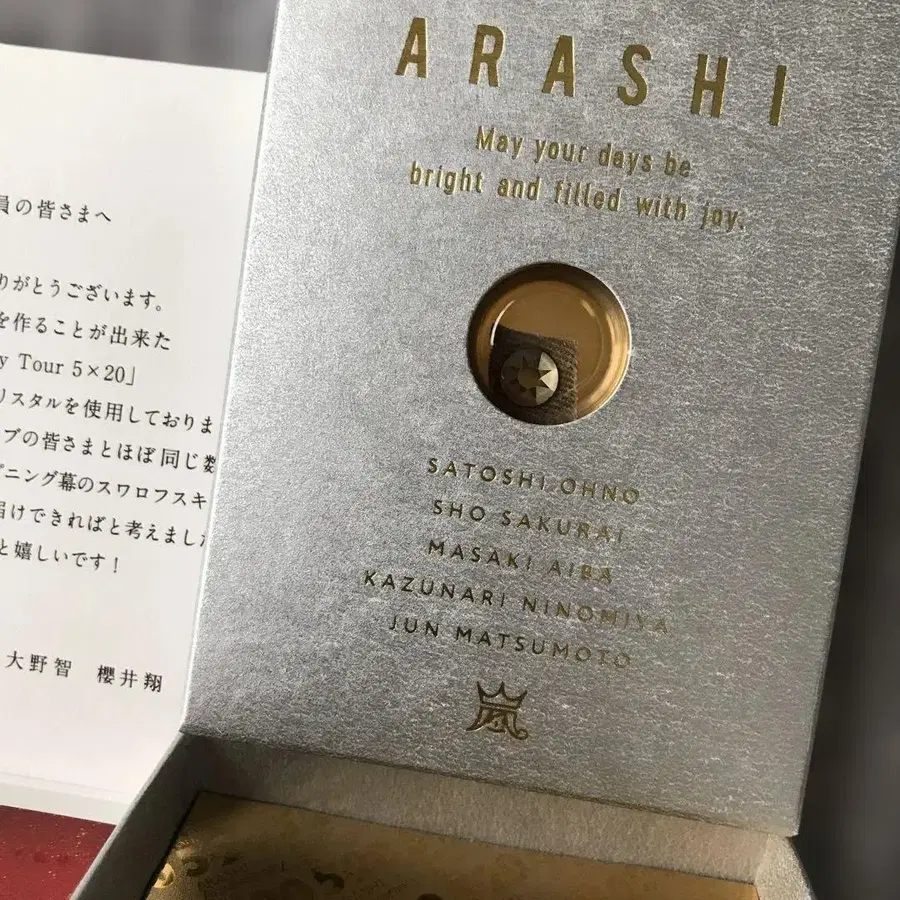 員の皆さまへ
りがとうございます。
を作ることが出来た
y Tour 5×20」
リスタルを使用しておりま
ブの皆さまとほぼ同じ数
プニング幕のスワロフスキ
届けできればと考えまし
と嬉しいです！
大野智 櫻井翔
ARASHI
May your days be
bright and filled with joy.
SATOSHI OHNO
SHO SAKURAI
MASAKI AIBA
KAZUNARI NINOMIYA
JUN MATSUMOTO
嵐